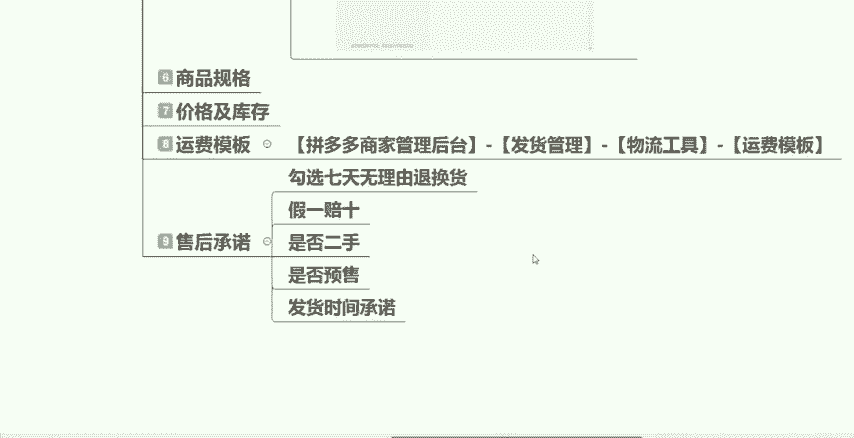 6 商品规格
7 价格及库存
8 运费模板 【拼多多商家管理后台】-【发货管理】-【物流工具】-【运费模板】
勾选七天无理由退换货
假一赔十
9 售后承诺 是否二手
是否预售
发货时间承诺